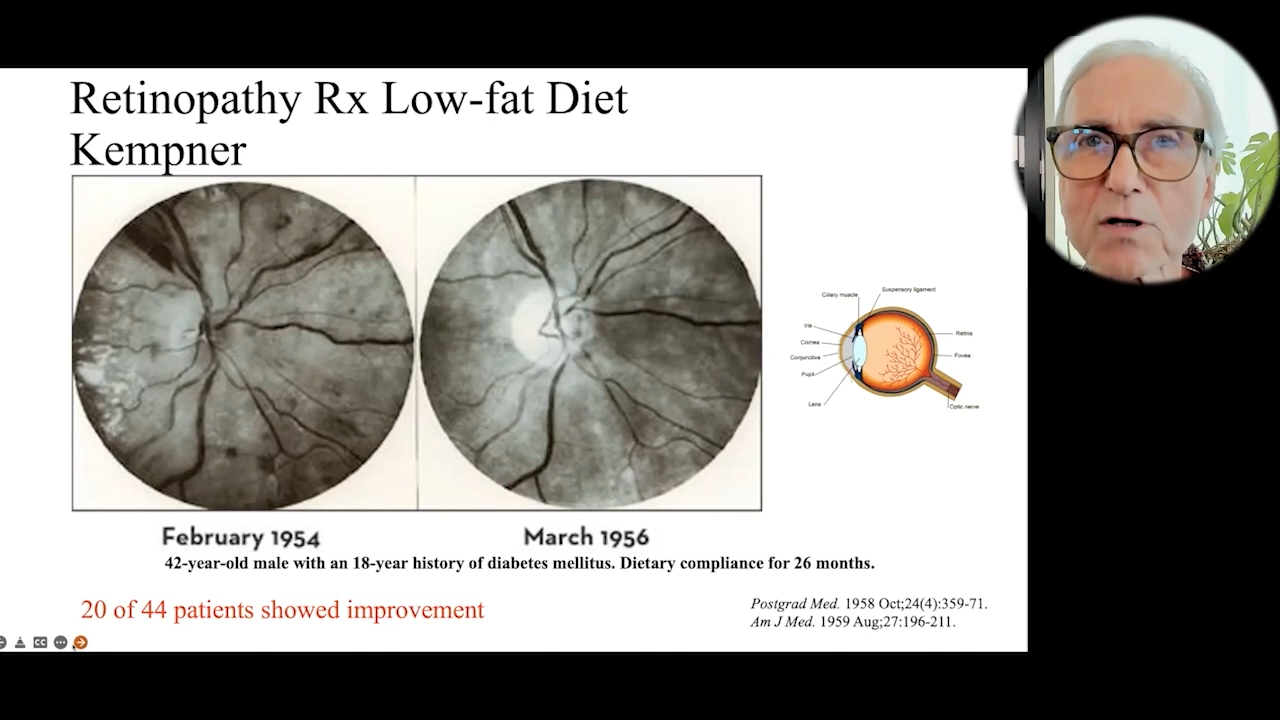 Retinopathy Rx Low-fat Diet
Kempner
Ciliary muscle
Suspensory ligament
Iris
Cornea
Conjunctive
Pupil
Lens
Retina
Fovea
Optic nerve
February 1954
March 1956
42-year-old male with an 18-year history of diabetes mellitus. Dietary compliance for 26 months.
20 of 44 patients showed improvement
Postgrad Med. 1958 Oct;24(4):359-71.
Am J Med. 1959 Aug;27:196-211.
CC